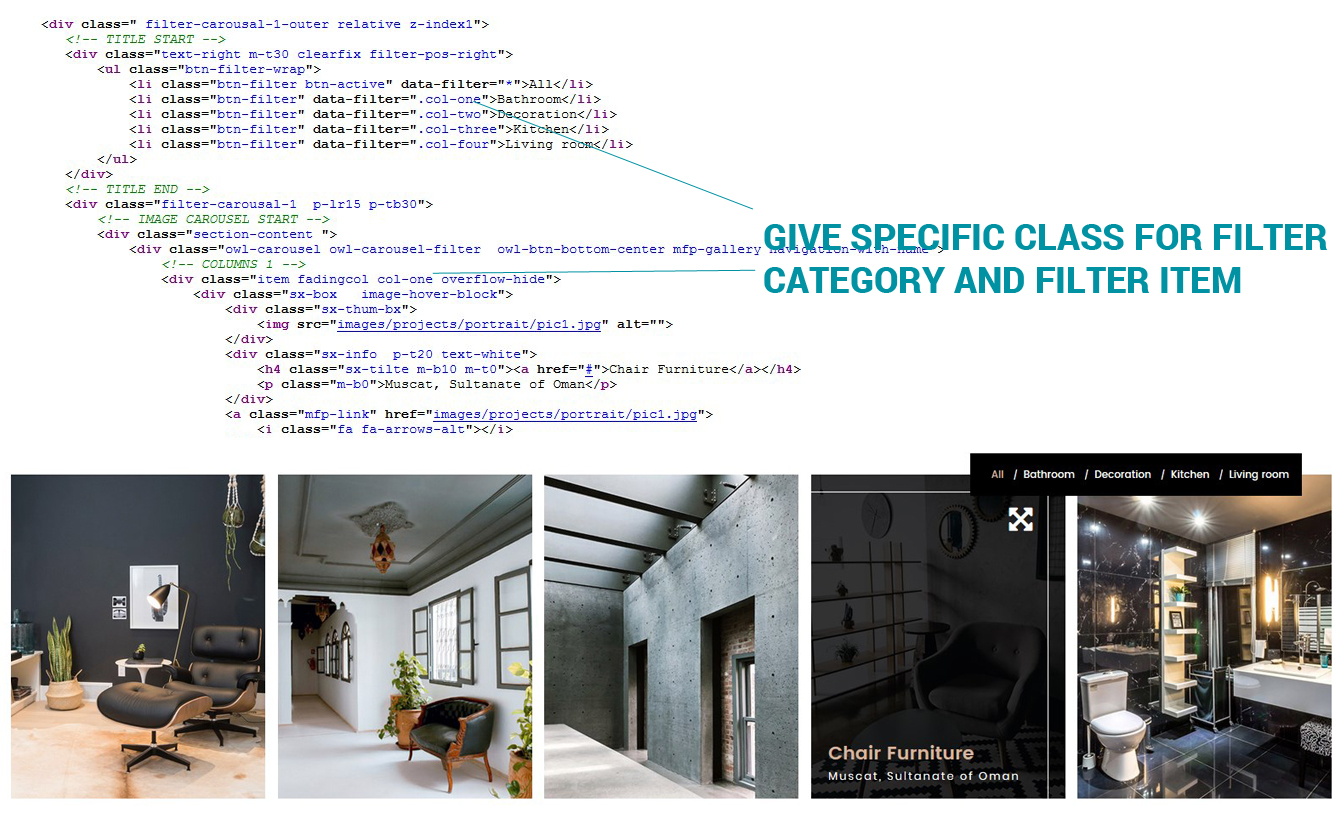 <div class=" filter-carousal-1-outer relative z-index1">
<!-- TITLE START -->
<div class="text-right m-t30 clearfix filter-pos-right">
<ul class="btn-filter-wrap">
<li class="btn-filter btn-active" data-filter="*">All</li>
<li class="btn-filter" data-filter=".col-one">Bathroom</li>
<li class="btn-filter" data-filter=".col-two">Decoration</li>
<li class="btn-filter" data-filter=".col-three">Kitchen</li>
<li class="btn-filter" data-filter=".col-four">Living room</li>
</ul>
</div>
<!-- TITLE END -->
<div class="filter-carousal-1  p-lr15 p-tb30">
<!-- IMAGE CAROUSEL START -->
<div class="section-content ">
<div class="owl-carousel owl-carousel-filter  owl-btn-bottom-center mfp-gallery navigation-with-name">
<!-- COLUMNS 1 -->
<div class="item fadingcol col-one overflow-hide">
<div class="sx-box   image-hover-block">
<div class="sx-thum-bx">
<img src="images/projects/portrait/pic1.jpg" alt="">
</div>
<div class="sx-info  p-t20 text-white">
<h4 class="sx-tilte m-b10 m-t0"><a href="#">Chair Furniture</a></h4>
<p class="m-b0">Muscat, Sultanate of Oman</p>
</div>
<a class="mfp-link" href="images/projects/portrait/pic1.jpg">
<i class="fa fa-arrows-alt"></i>
GIVE SPECIFIC CLASS FOR FILTER
CATEGORY AND FILTER ITEM
All / Bathroom / Decoration / Kitchen / Living room
Chair Furniture
Muscat, Sultanate of Oman